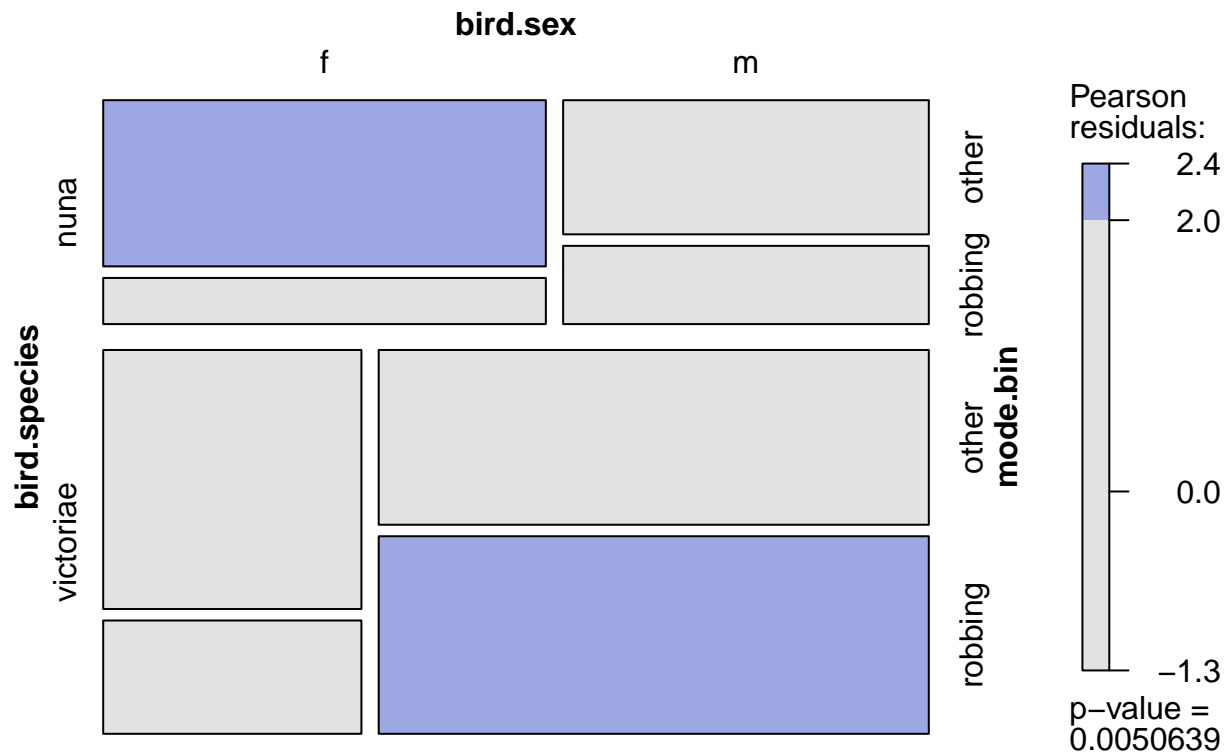 bird.sex
f
m
bird.species
nuna
victoriae
other
robbing
other
robbing
mode.bin
Pearson
residuals:
2.4
2.0
0.0
−1.3
p−value =
0.0050639